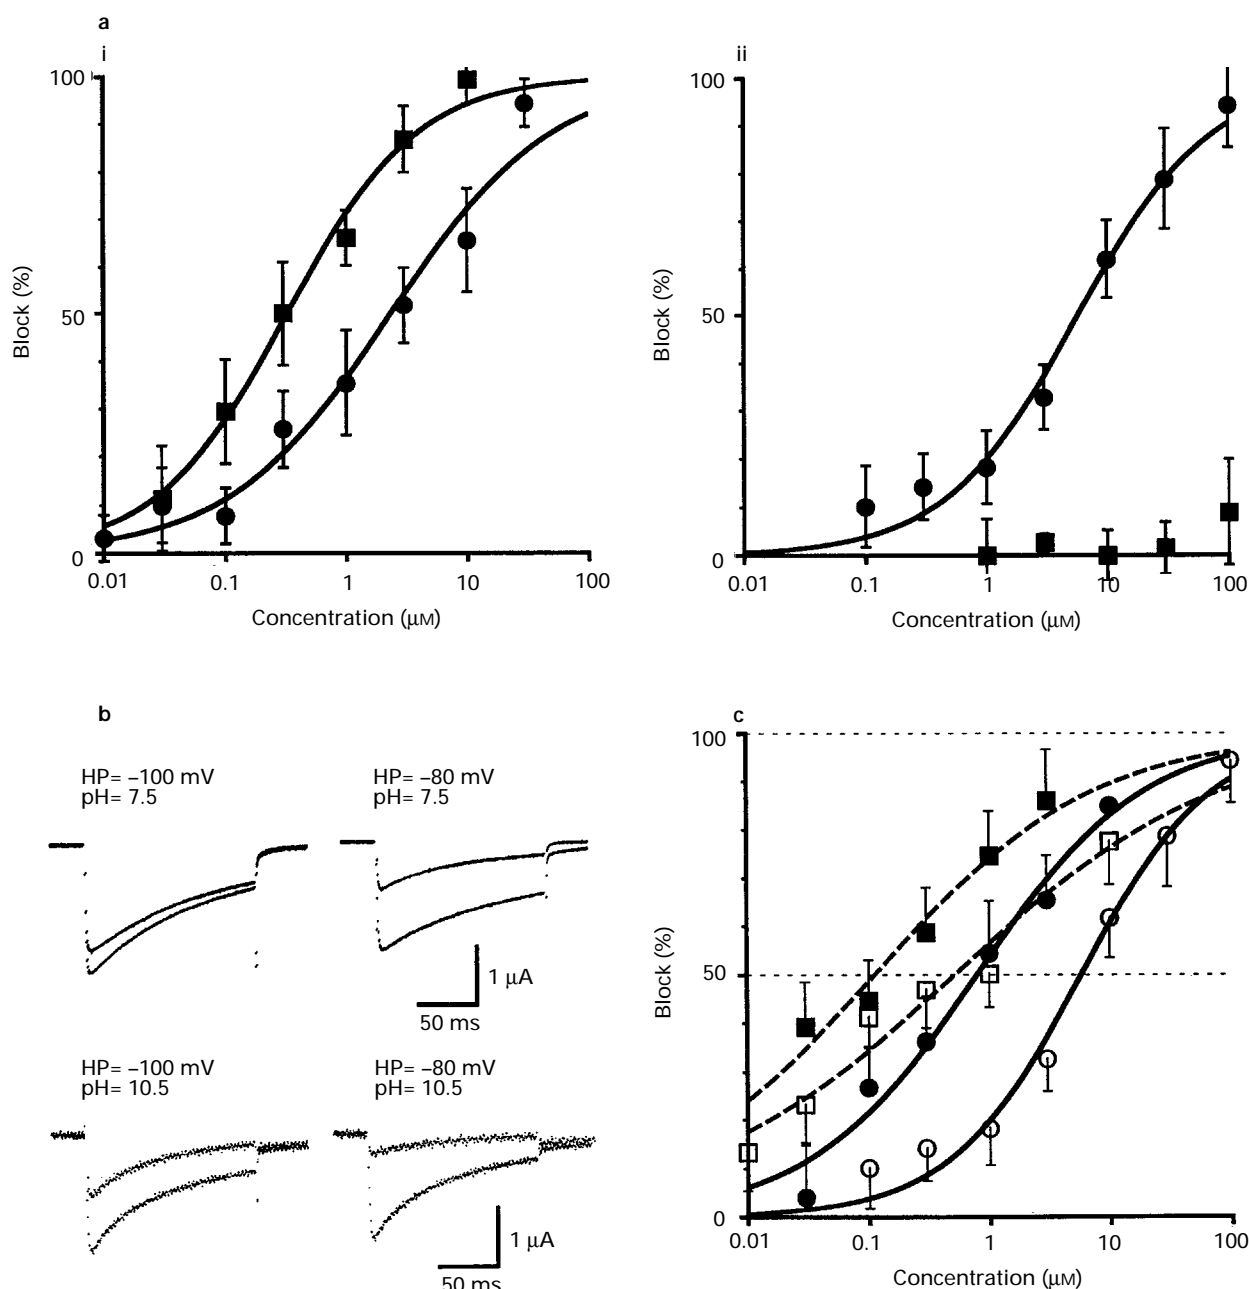 a
i
100
50
0
Block (%)
0.01 0.1 1 10 100
Concentration (μM)
ii
100
50
0
Block (%)
0.01 0.1 1 10 100
Concentration (μM)
b
HP= –100 mV
pH= 7.5
HP= –80 mV
pH= 7.5
1 μA
50 ms
HP= –100 mV
pH= 10.5
HP= –80 mV
pH= 10.5
1 μA
50 ms
c
100
50
0
Block (%)
0.01 0.1 1 10 100
Concentration (μM)